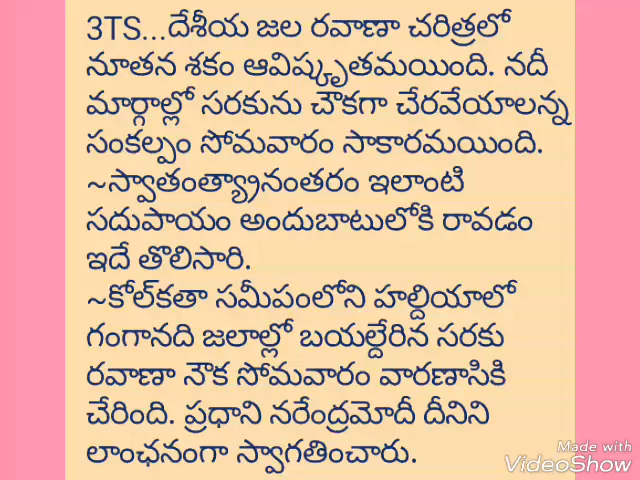 3TS...దేశీయ జల రవాణా చరిత్రలో
నూతన శకం ఆవిష్కృతమయింది. నదీ
మార్గాల్లో సరకును చౌకగా చేరవేయాలన్న
సంకల్పం సోమవారం సాకారమయింది.
~స్వాతంత్య్రానంతరం ఇలాంటి
సదుపాయం అందుబాటులోకి రావడం
ఇదే తొలిసారి.
~కోల్‌కతా సమీపంలోని హల్దియాలో
గంగానది జలాల్లో బయల్దేరిన సరకు
రవాణా నౌక సోమవారం వారణాసికి
చేరింది. ప్రధాని నరేంద్రమోదీ దీనిని
లాంఛనంగా స్వాగతించారు.
Made with
VideoShow